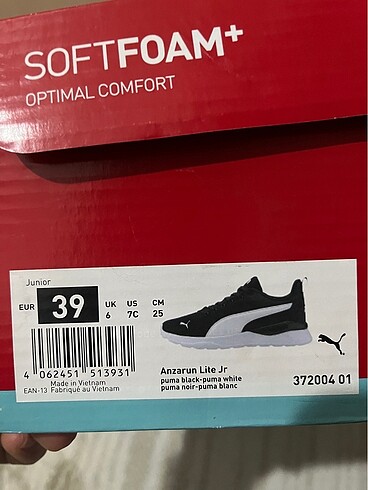 SOFTFOAM+
OPTIMAL COMFORT
Junior
EUR 39 UK 6 US 7C CM 25
4 062451 513931
Made in Vietnam
EAN-13 Fabriqué au Vietnam
Anzarun Lite Jr
puma black-puma white
puma noir-puma blanc
372004 01